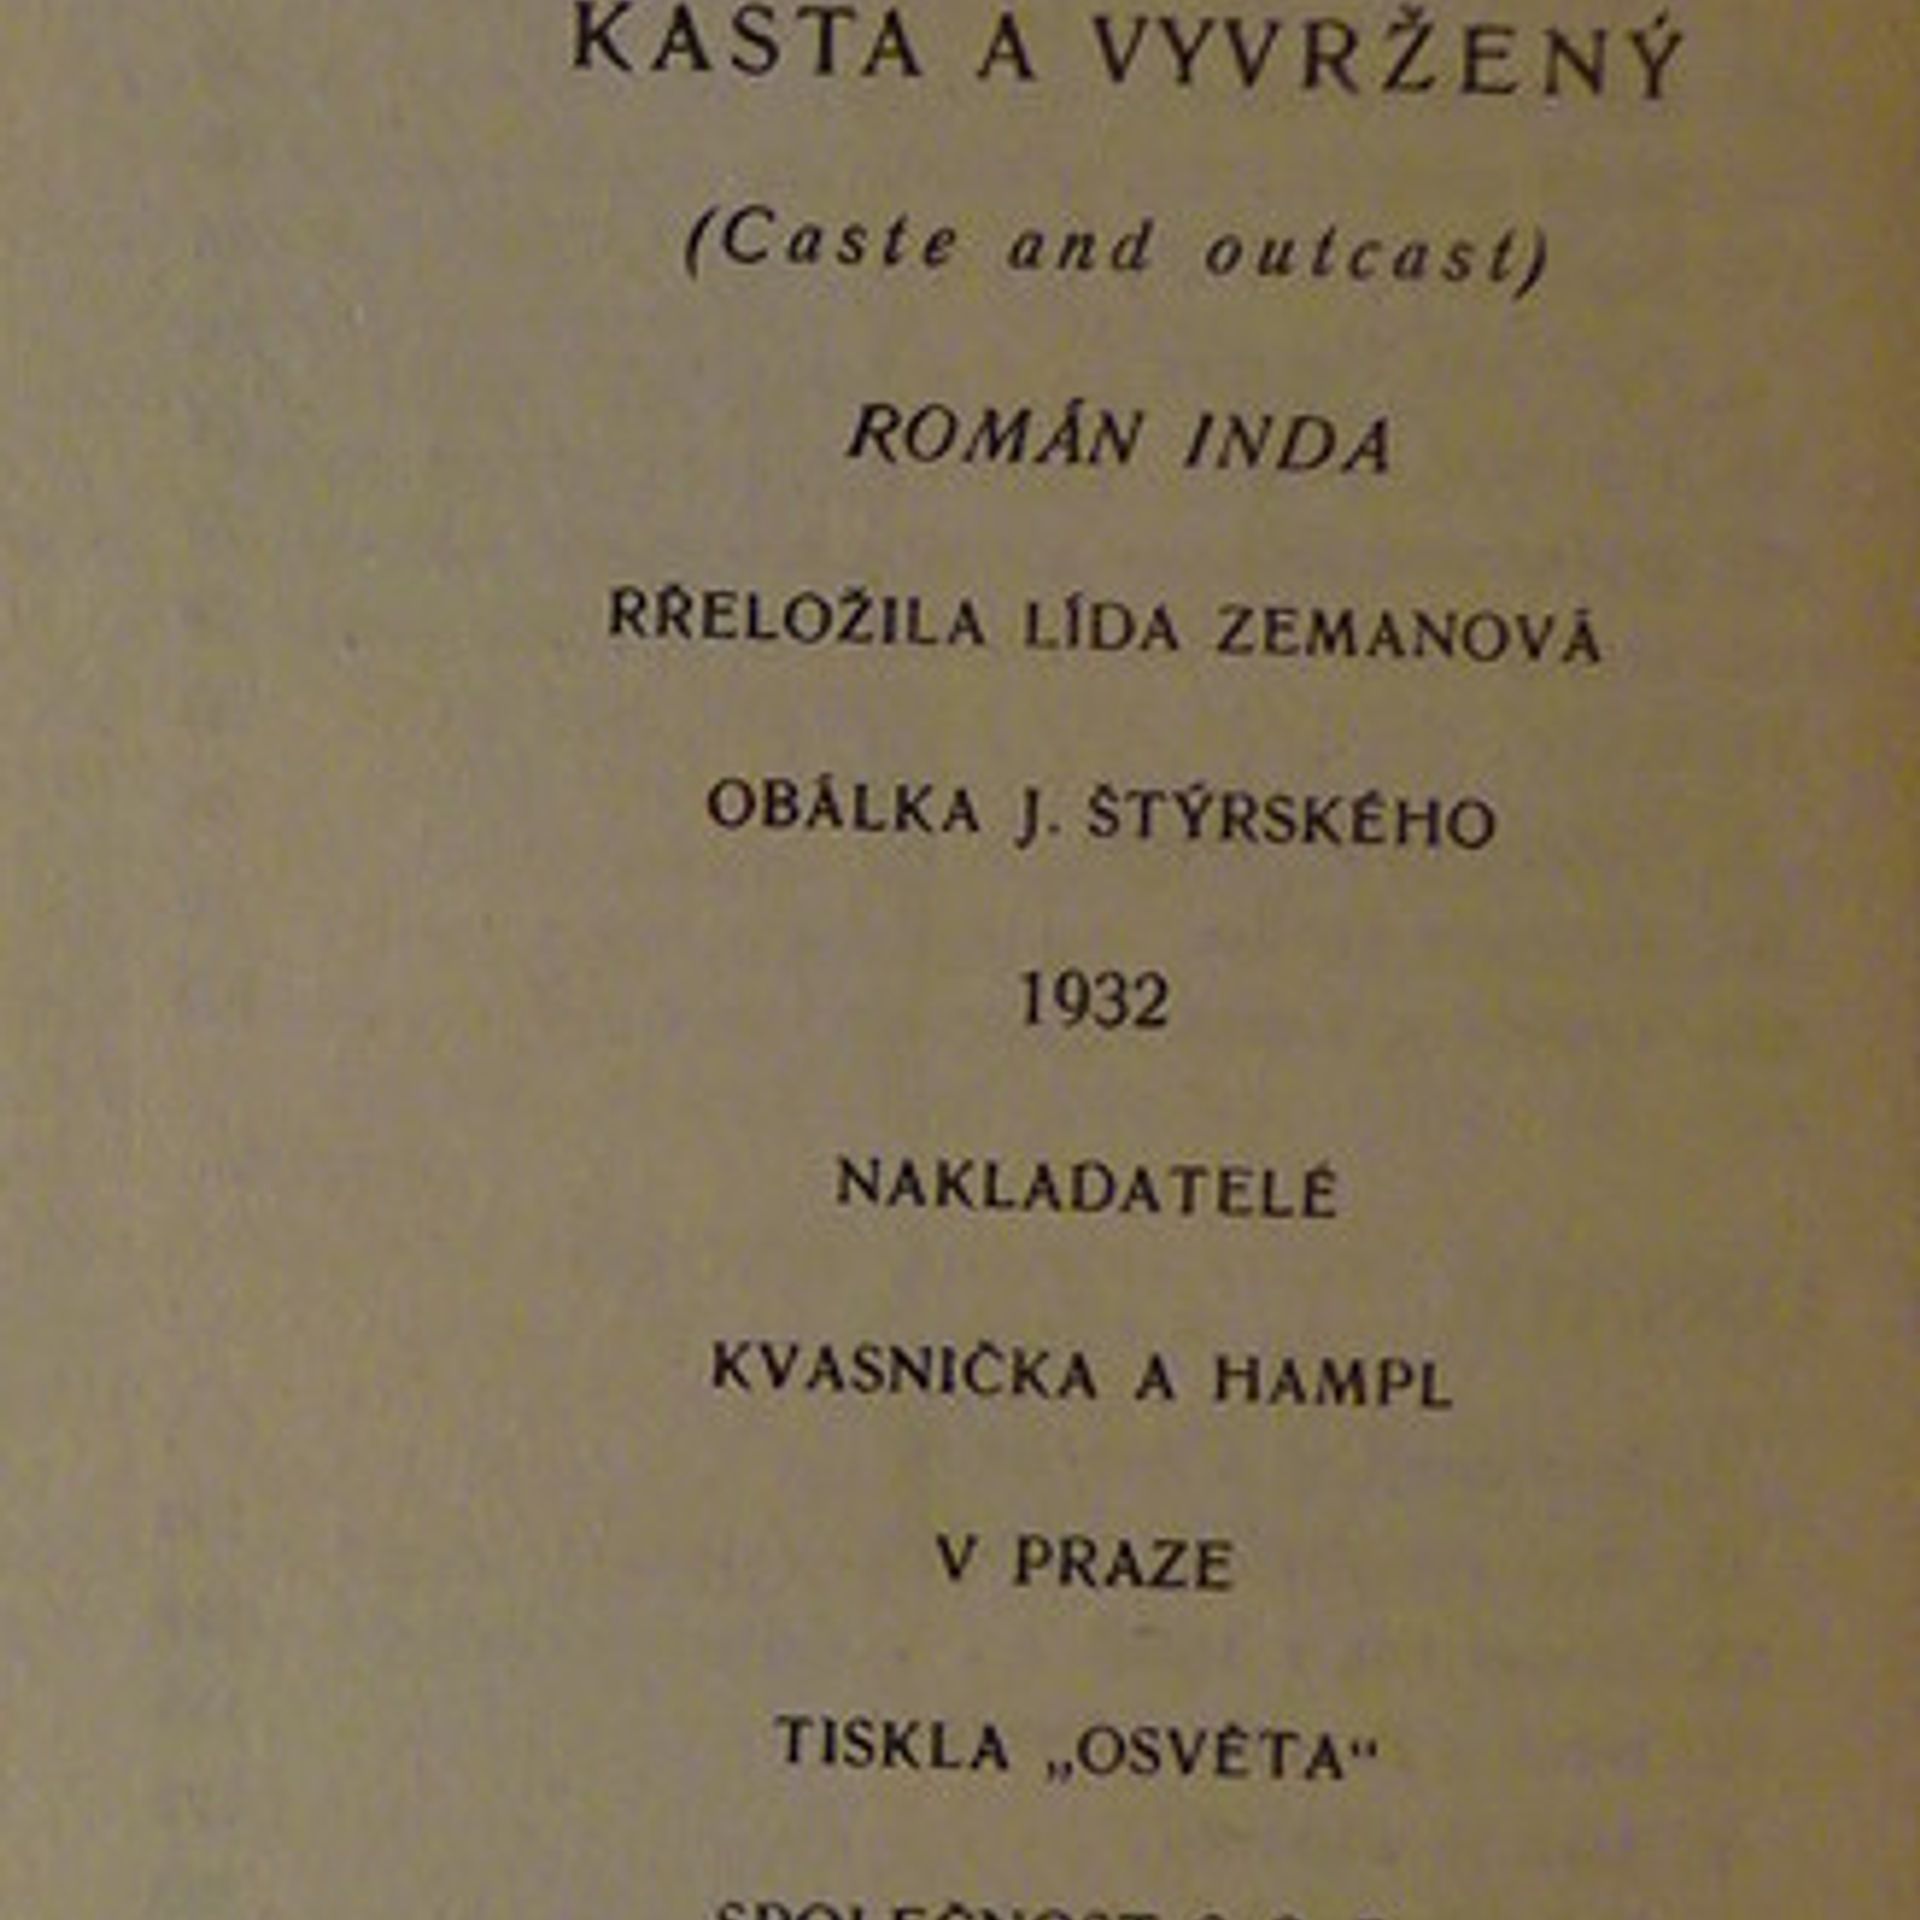 KASTA A VYVRŽENÝ
(Caste and outcast)
ROMÁN INDA
RŘELOŽILA LÍDA ZEMANOVÁ
OBÁLKA J. ŠTÝRSKÉHO
1932
NAKLADATELÉ
KVASNIČKA A HAMPL
V PRAZE
TISKLA „OSVĚTA“
SPOLEČNOST